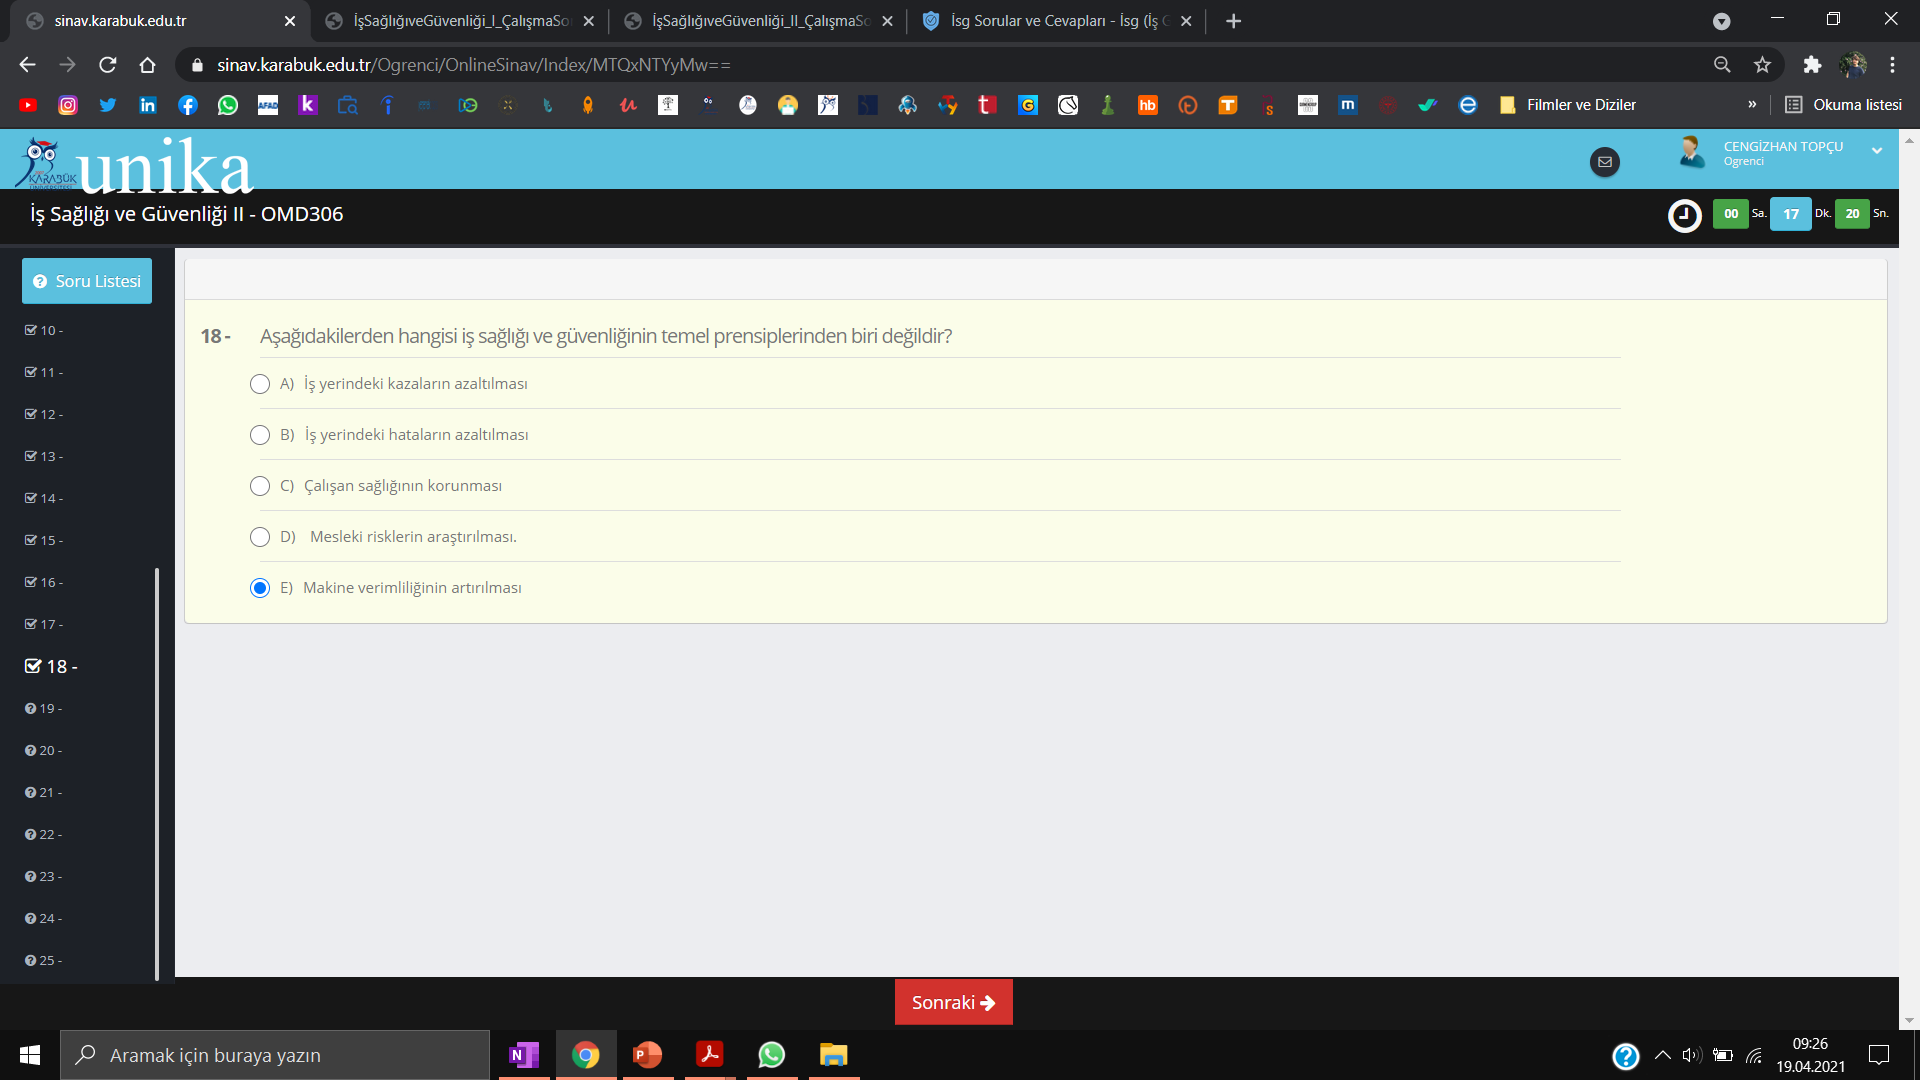 sinav.karabuk.edu.tr
İşSağlığıveGüvenliği_I_ÇalışmaSo
İşSağlığıveGüvenliği_II_ÇalışmaSo
İsg Sorular ve Cevapları - İsg (İş G
sinav.karabuk.edu.tr/Ogrenci/OnlineSinav/Index/MTQxNTYyMw==
Filmler ve Diziler
»
Okuma listesi
KARABÜK
unika
CENGİZHAN TOPÇU
Ogrenci
İş Sağlığı ve Güvenliği II - OMD306
00 Sa. 17 Dk. 20 Sn.
Soru Listesi
10 -
11 -
12 -
13 -
14 -
15 -
16 -
17 -
18 -
19 -
20 -
21 -
22 -
23 -
24 -
25 -
18 - Aşağıdakilerden hangisi iş sağlığı ve güvenliğinin temel prensiplerinden biri değildir?
A) İş yerindeki kazaların azaltılması
B) İş yerindeki hataların azaltılması
C) Çalışan sağlığının korunması
D) Mesleki risklerin araştırılması.
E) Makine verimliliğinin artırılması
Sonraki
Aramak için buraya yazın
09:26
19.04.2021